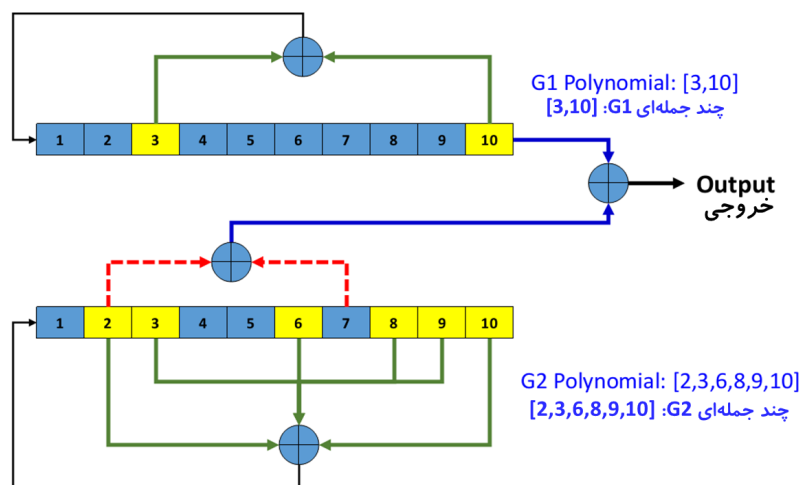 G1 Polynomial: [3,10]
چند جمله‌ای G1: [3,10]
1 2 3 4 5 6 7 8 9 10
Output
خروجی
1 2 3 4 5 6 7 8 9 10
G2 Polynomial: [2,3,6,8,9,10]
چند جمله‌ای G2: [2,3,6,8,9,10]